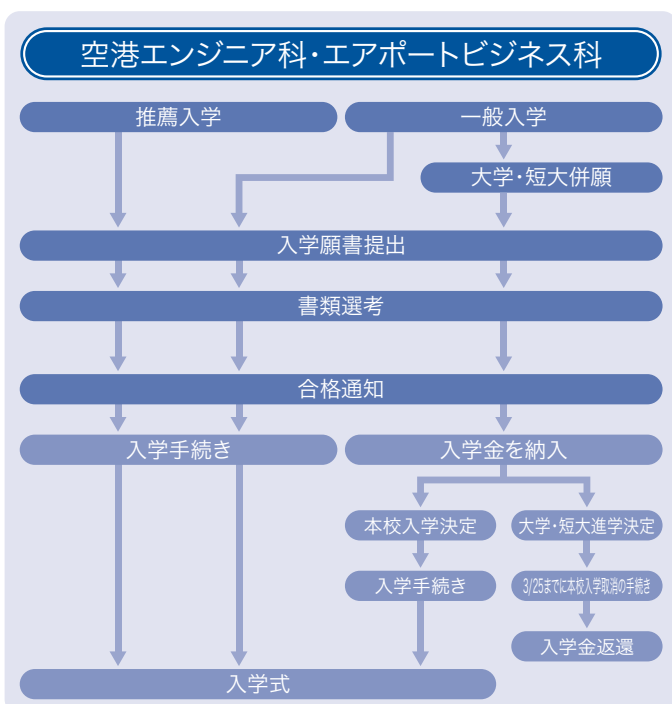 空港エンジニア科・エアポートビジネス科
推薦入学
一般入学
大学・短大併願
入学願書提出
書類選考
合格通知
入学手続き
入学金を納入
本校入学決定
大学・短大進学決定
入学手続き
3/25までに本校入学取消の手続き
入学金返還
入学式